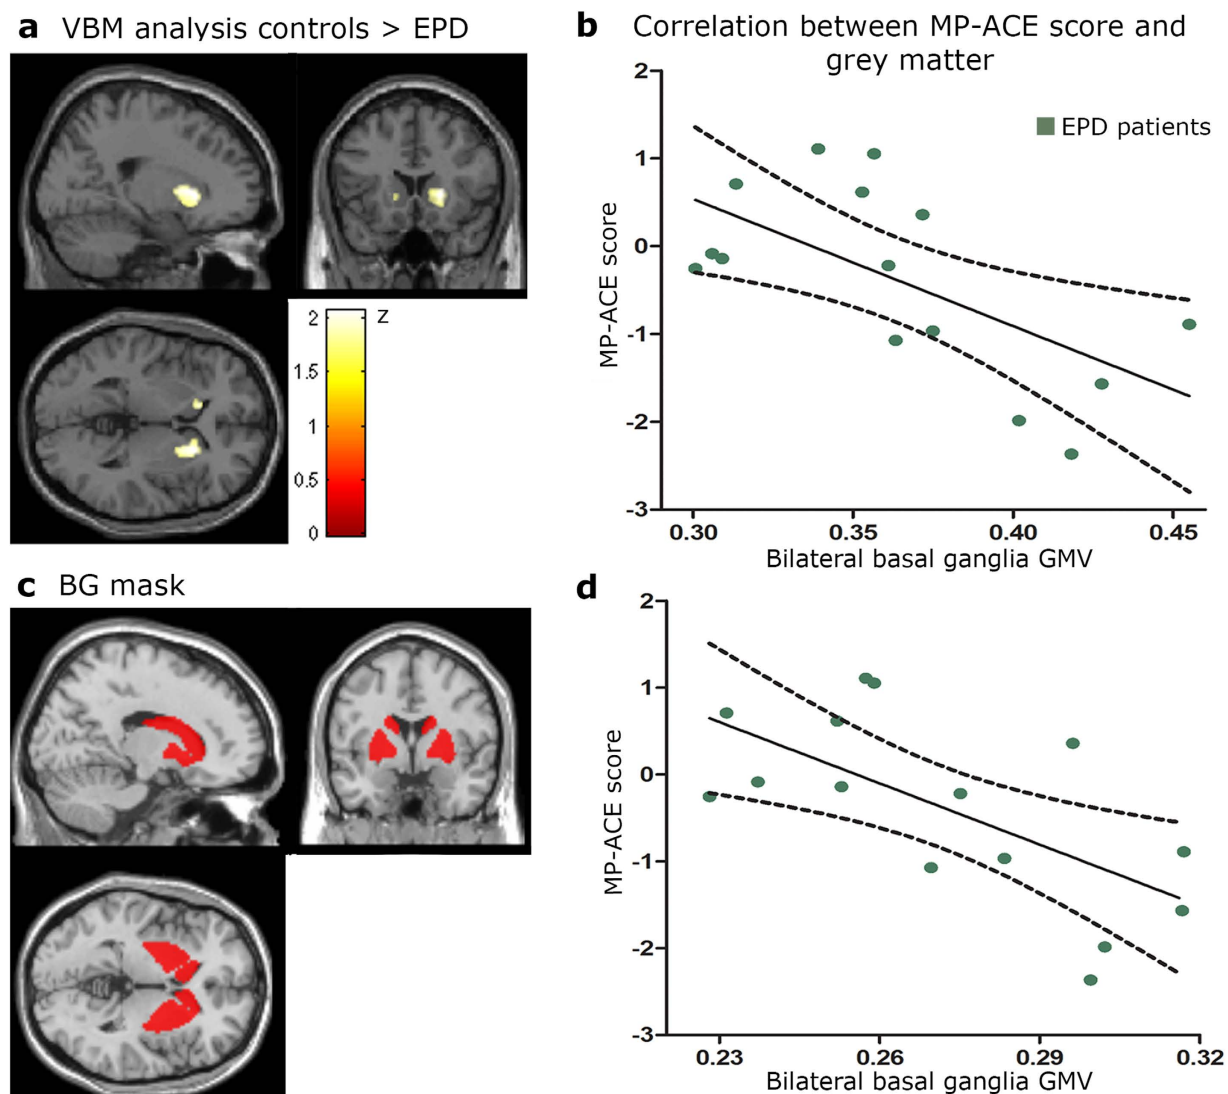 a VBM analysis controls > EPD
2 Z
1.5
1
0.5
0
b Correlation between MP-ACE score and
grey matter
EPD patients
2
1
0
-1
-2
-3
MP-ACE score
0.30 0.35 0.40 0.45
Bilateral basal ganglia GMV
c BG mask
d
2
1
0
-1
-2
-3
MP-ACE score
0.23 0.26 0.29 0.32
Bilateral basal ganglia GMV